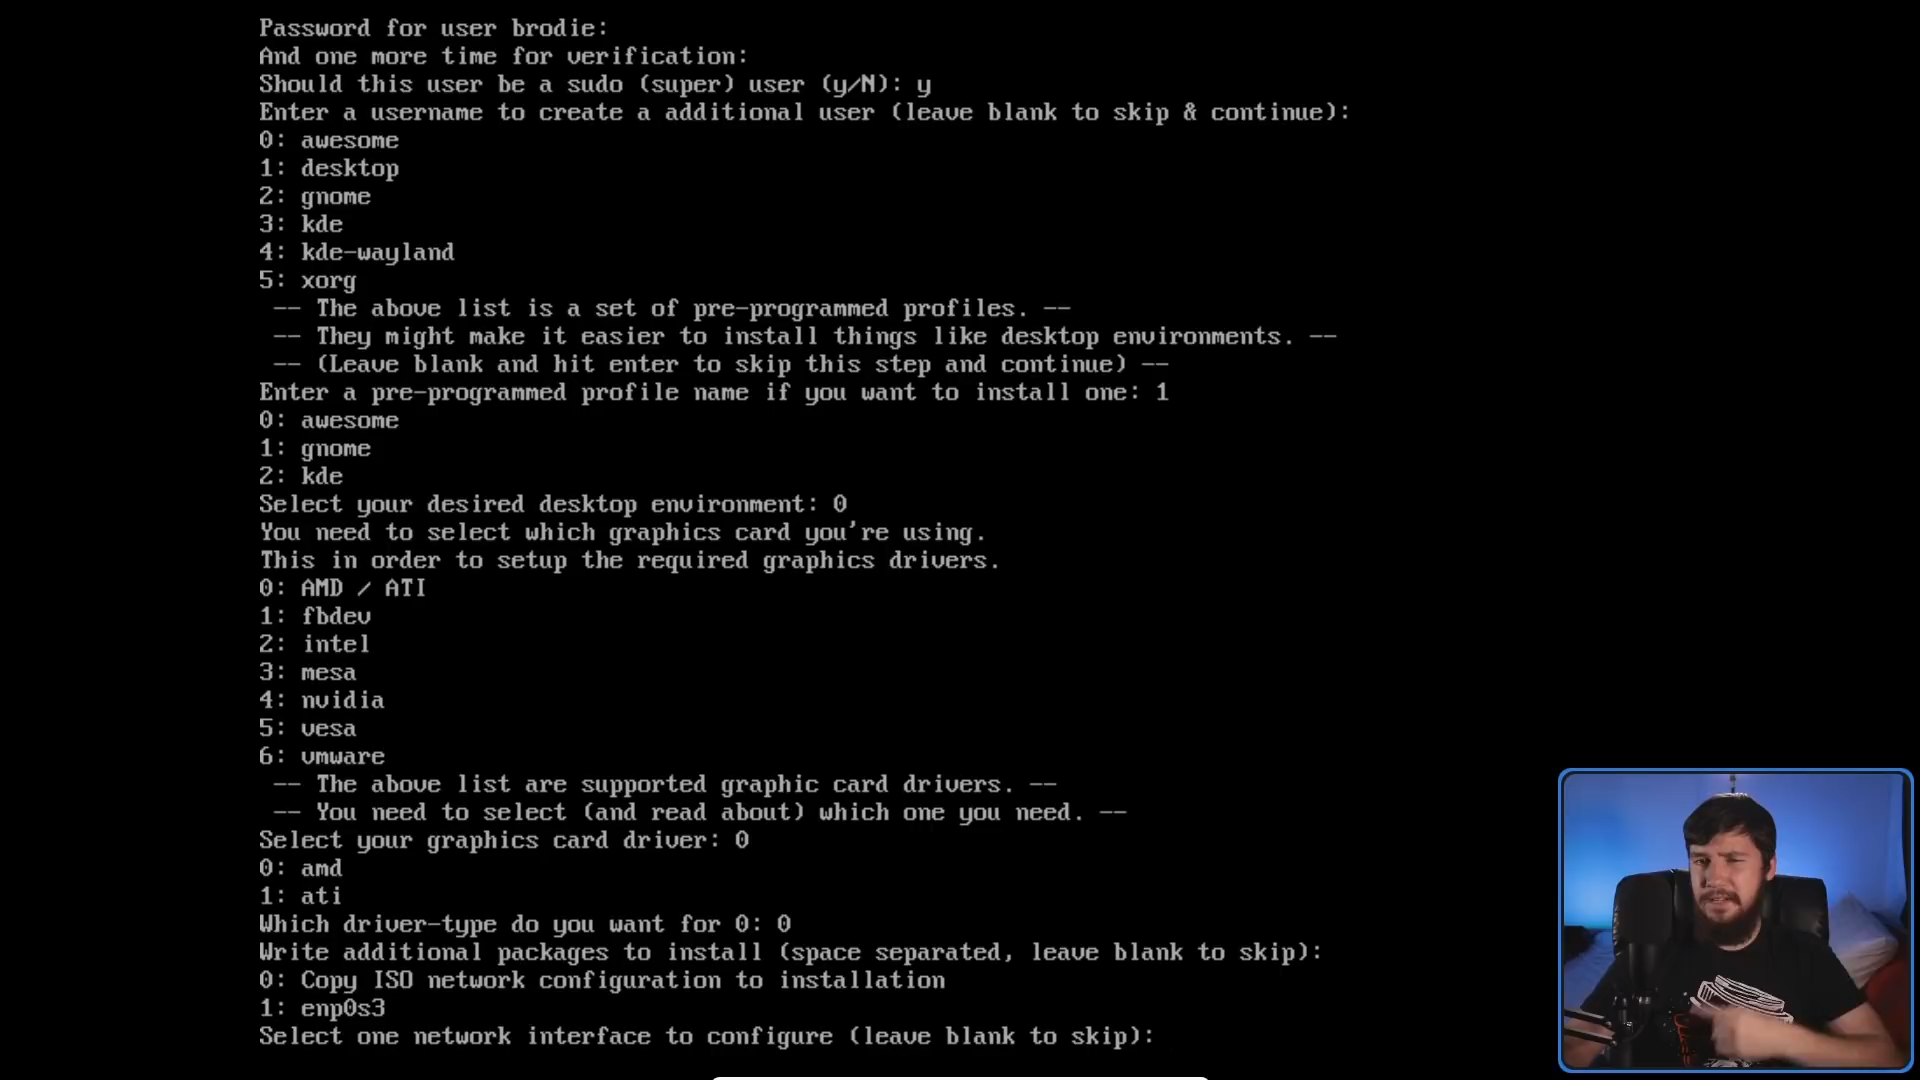 Password for user brodie:
And one more time for verification:
Should this user be a sudo (super) user (y/N): y
Enter a username to create a additional user (leave blank to skip & continue):
0: awesome
1: desktop
2: gnome
3: kde
4: kde-wayland
5: xorg
-- The above list is a set of pre-programmed profiles. --
-- They might make it easier to install things like desktop environments. --
-- (Leave blank and hit enter to skip this step and continue) --
Enter a pre-programmed profile name if you want to install one: 1
0: awesome
1: gnome
2: kde
Select your desired desktop environment: 0
You need to select which graphics card you're using.
This in order to setup the required graphics drivers.
0: AMD / ATI
1: fbdev
2: intel
3: mesa
4: nvidia
5: vesa
6: vmware
-- The above list are supported graphic card drivers. --
-- You need to select (and read about) which one you need. --
Select your graphics card driver: 0
0: amd
1: ati
Which driver-type do you want for 0: 0
Write additional packages to install (space separated, leave blank to skip):
0: Copy ISO network configuration to installation
1: enp0s3
Select one network interface to configure (leave blank to skip):